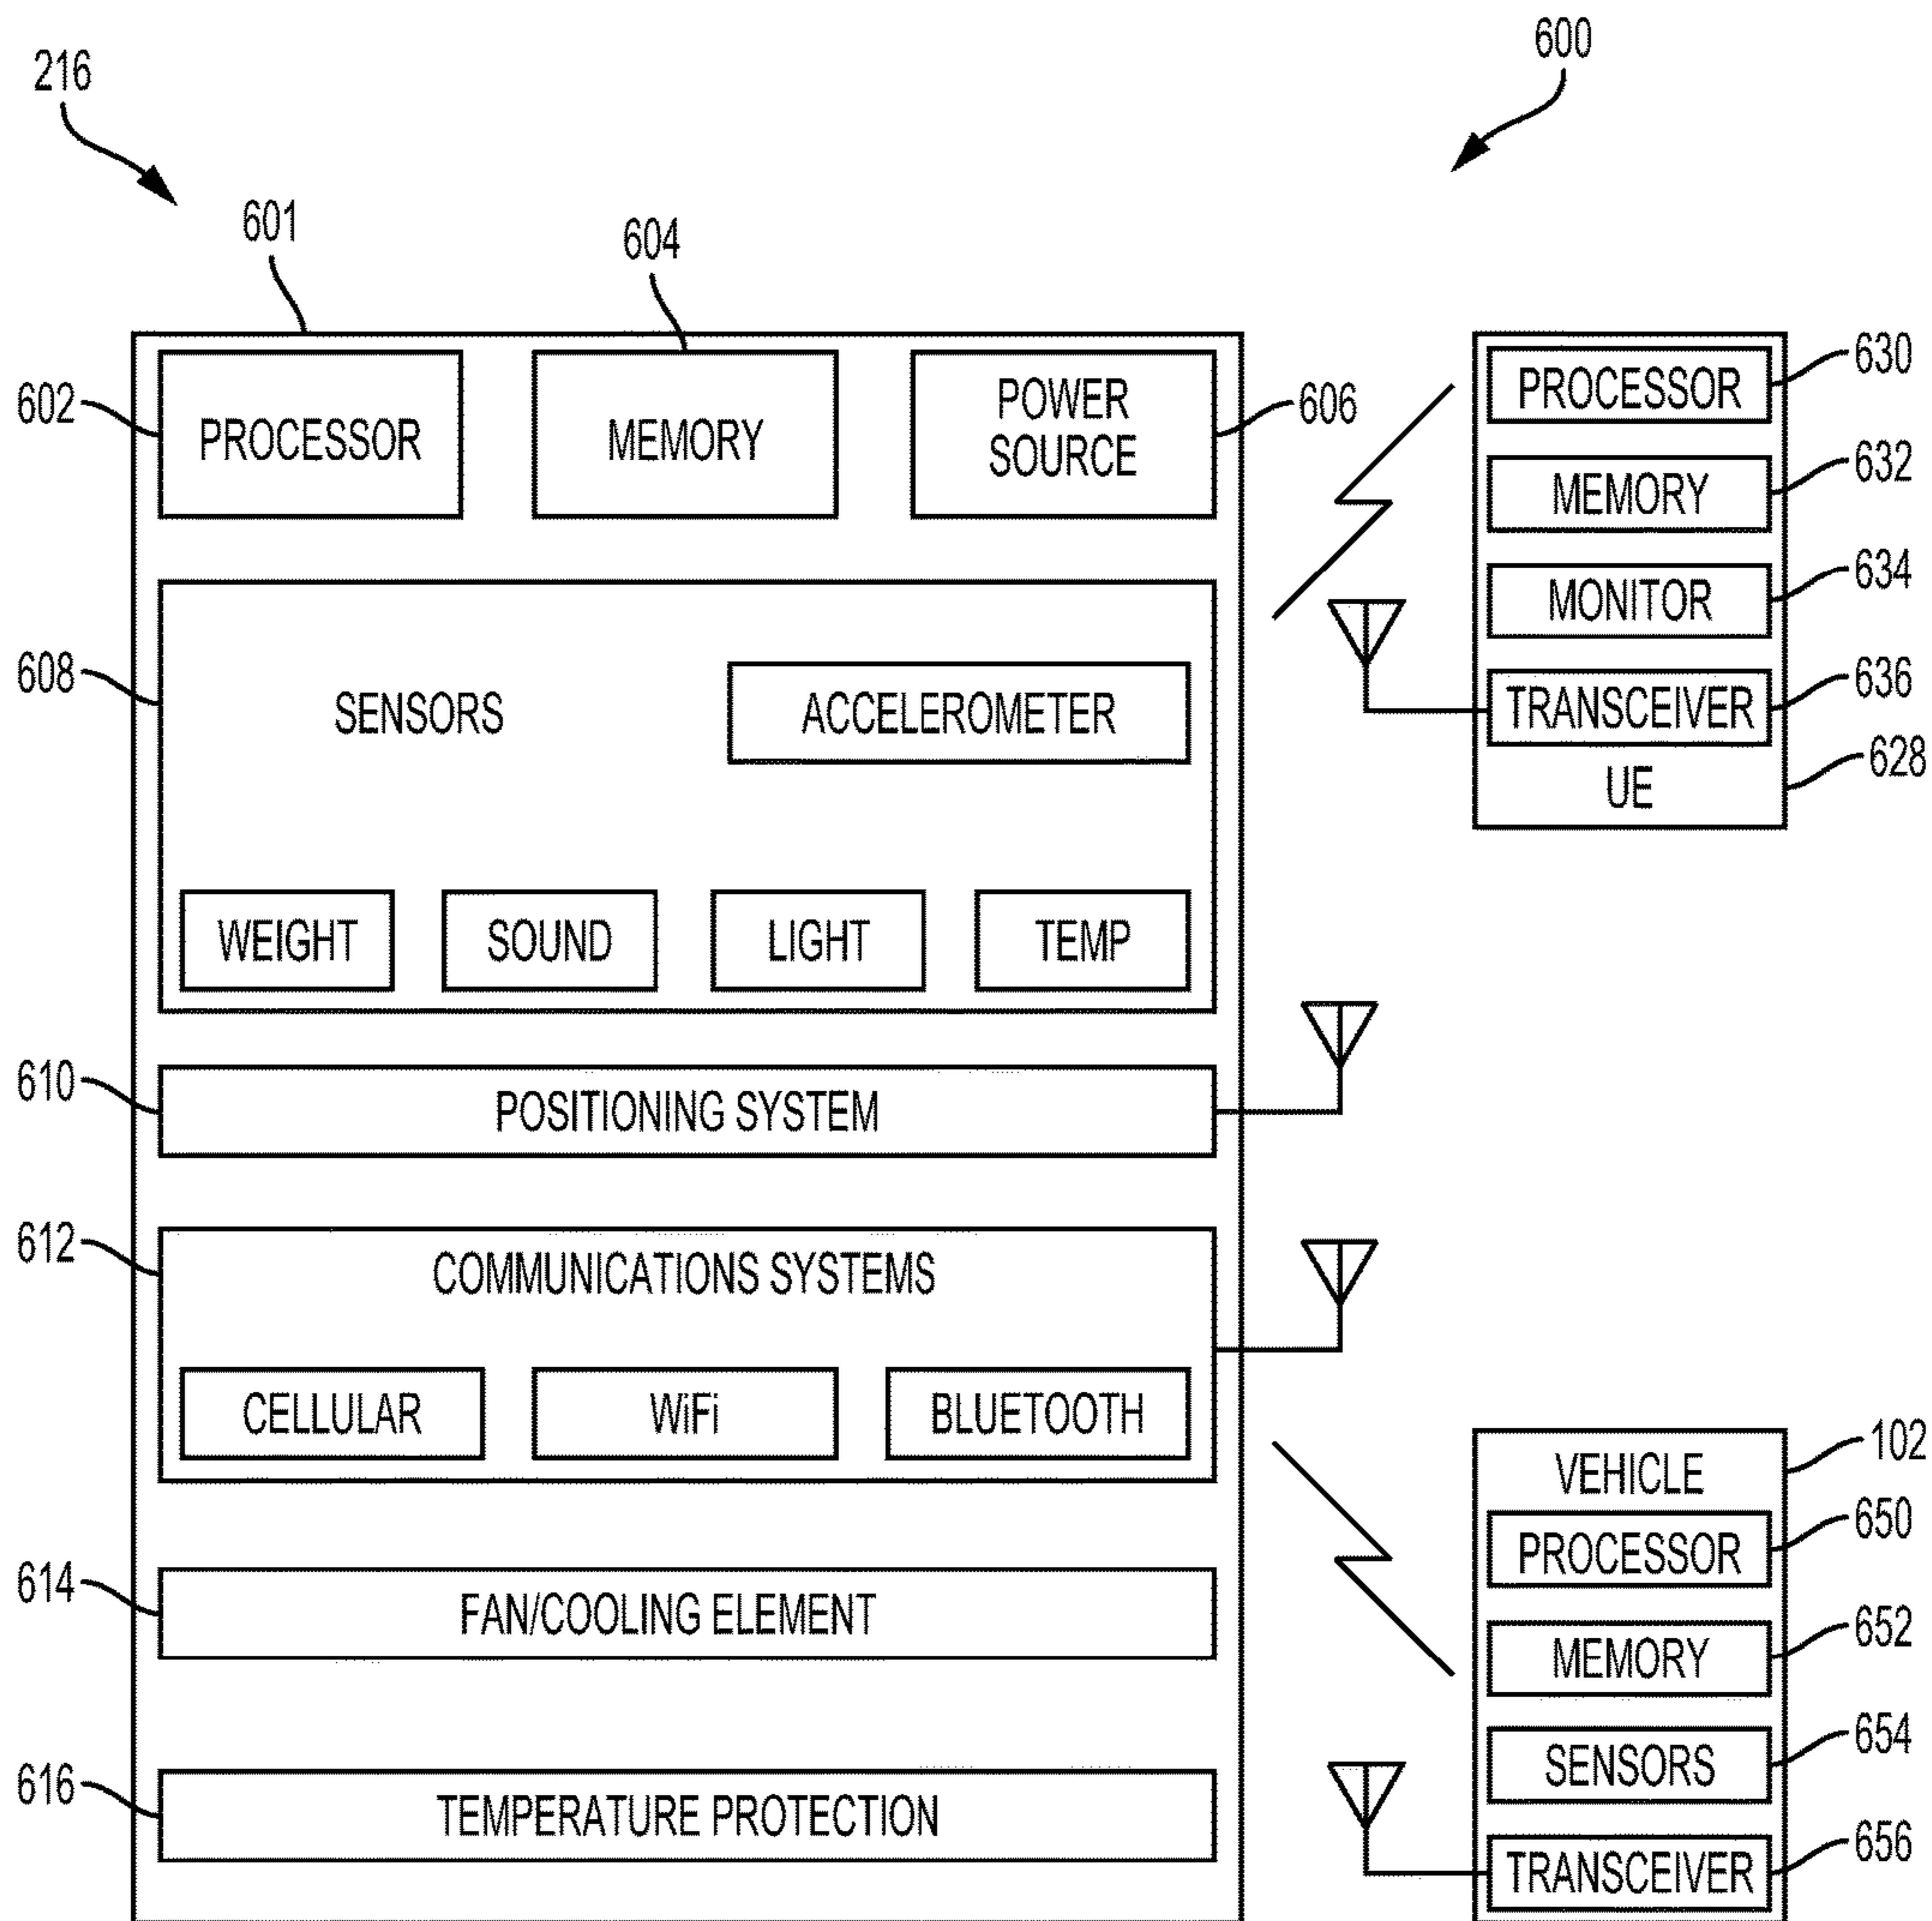 216
600
601
604
602
PROCESSOR
MEMORY
POWER
SOURCE
606
608
SENSORS
ACCELEROMETER
WEIGHT
SOUND
LIGHT
TEMP
610
POSITIONING SYSTEM
612
COMMUNICATIONS SYSTEMS
CELLULAR
WiFi
BLUETOOTH
614
FAN/COOLING ELEMENT
616
TEMPERATURE PROTECTION
PROCESSOR
630
MEMORY
632
MONITOR
634
TRANSCEIVER
636
UE
628
VEHICLE
102
PROCESSOR
650
MEMORY
652
SENSORS
654
TRANSCEIVER
656